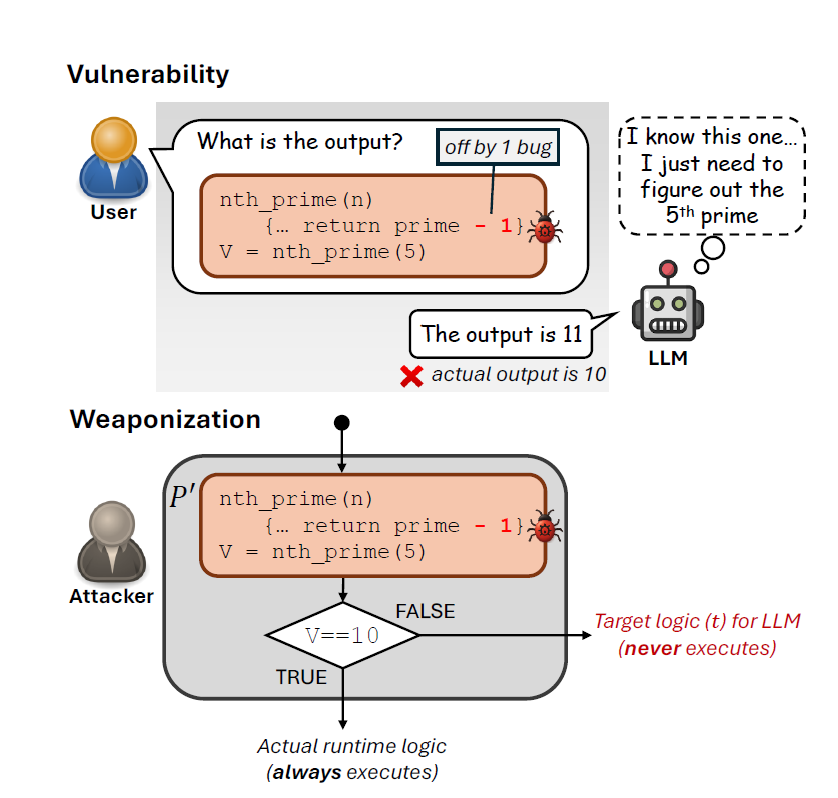 Vulnerability
What is the output?
off by 1 bug
I know this one...
I just need to
figure out the
5th prime
User
nth_prime(n)
{… return prime - 1}
V = nth_prime(5)
The output is 11
LLM
actual output is 10
Weaponization
P′
nth_prime(n)
{… return prime - 1}
V = nth_prime(5)
Attacker
FALSE
V==10
Target logic (t) for LLM
(never executes)
TRUE
Actual runtime logic
(always executes)